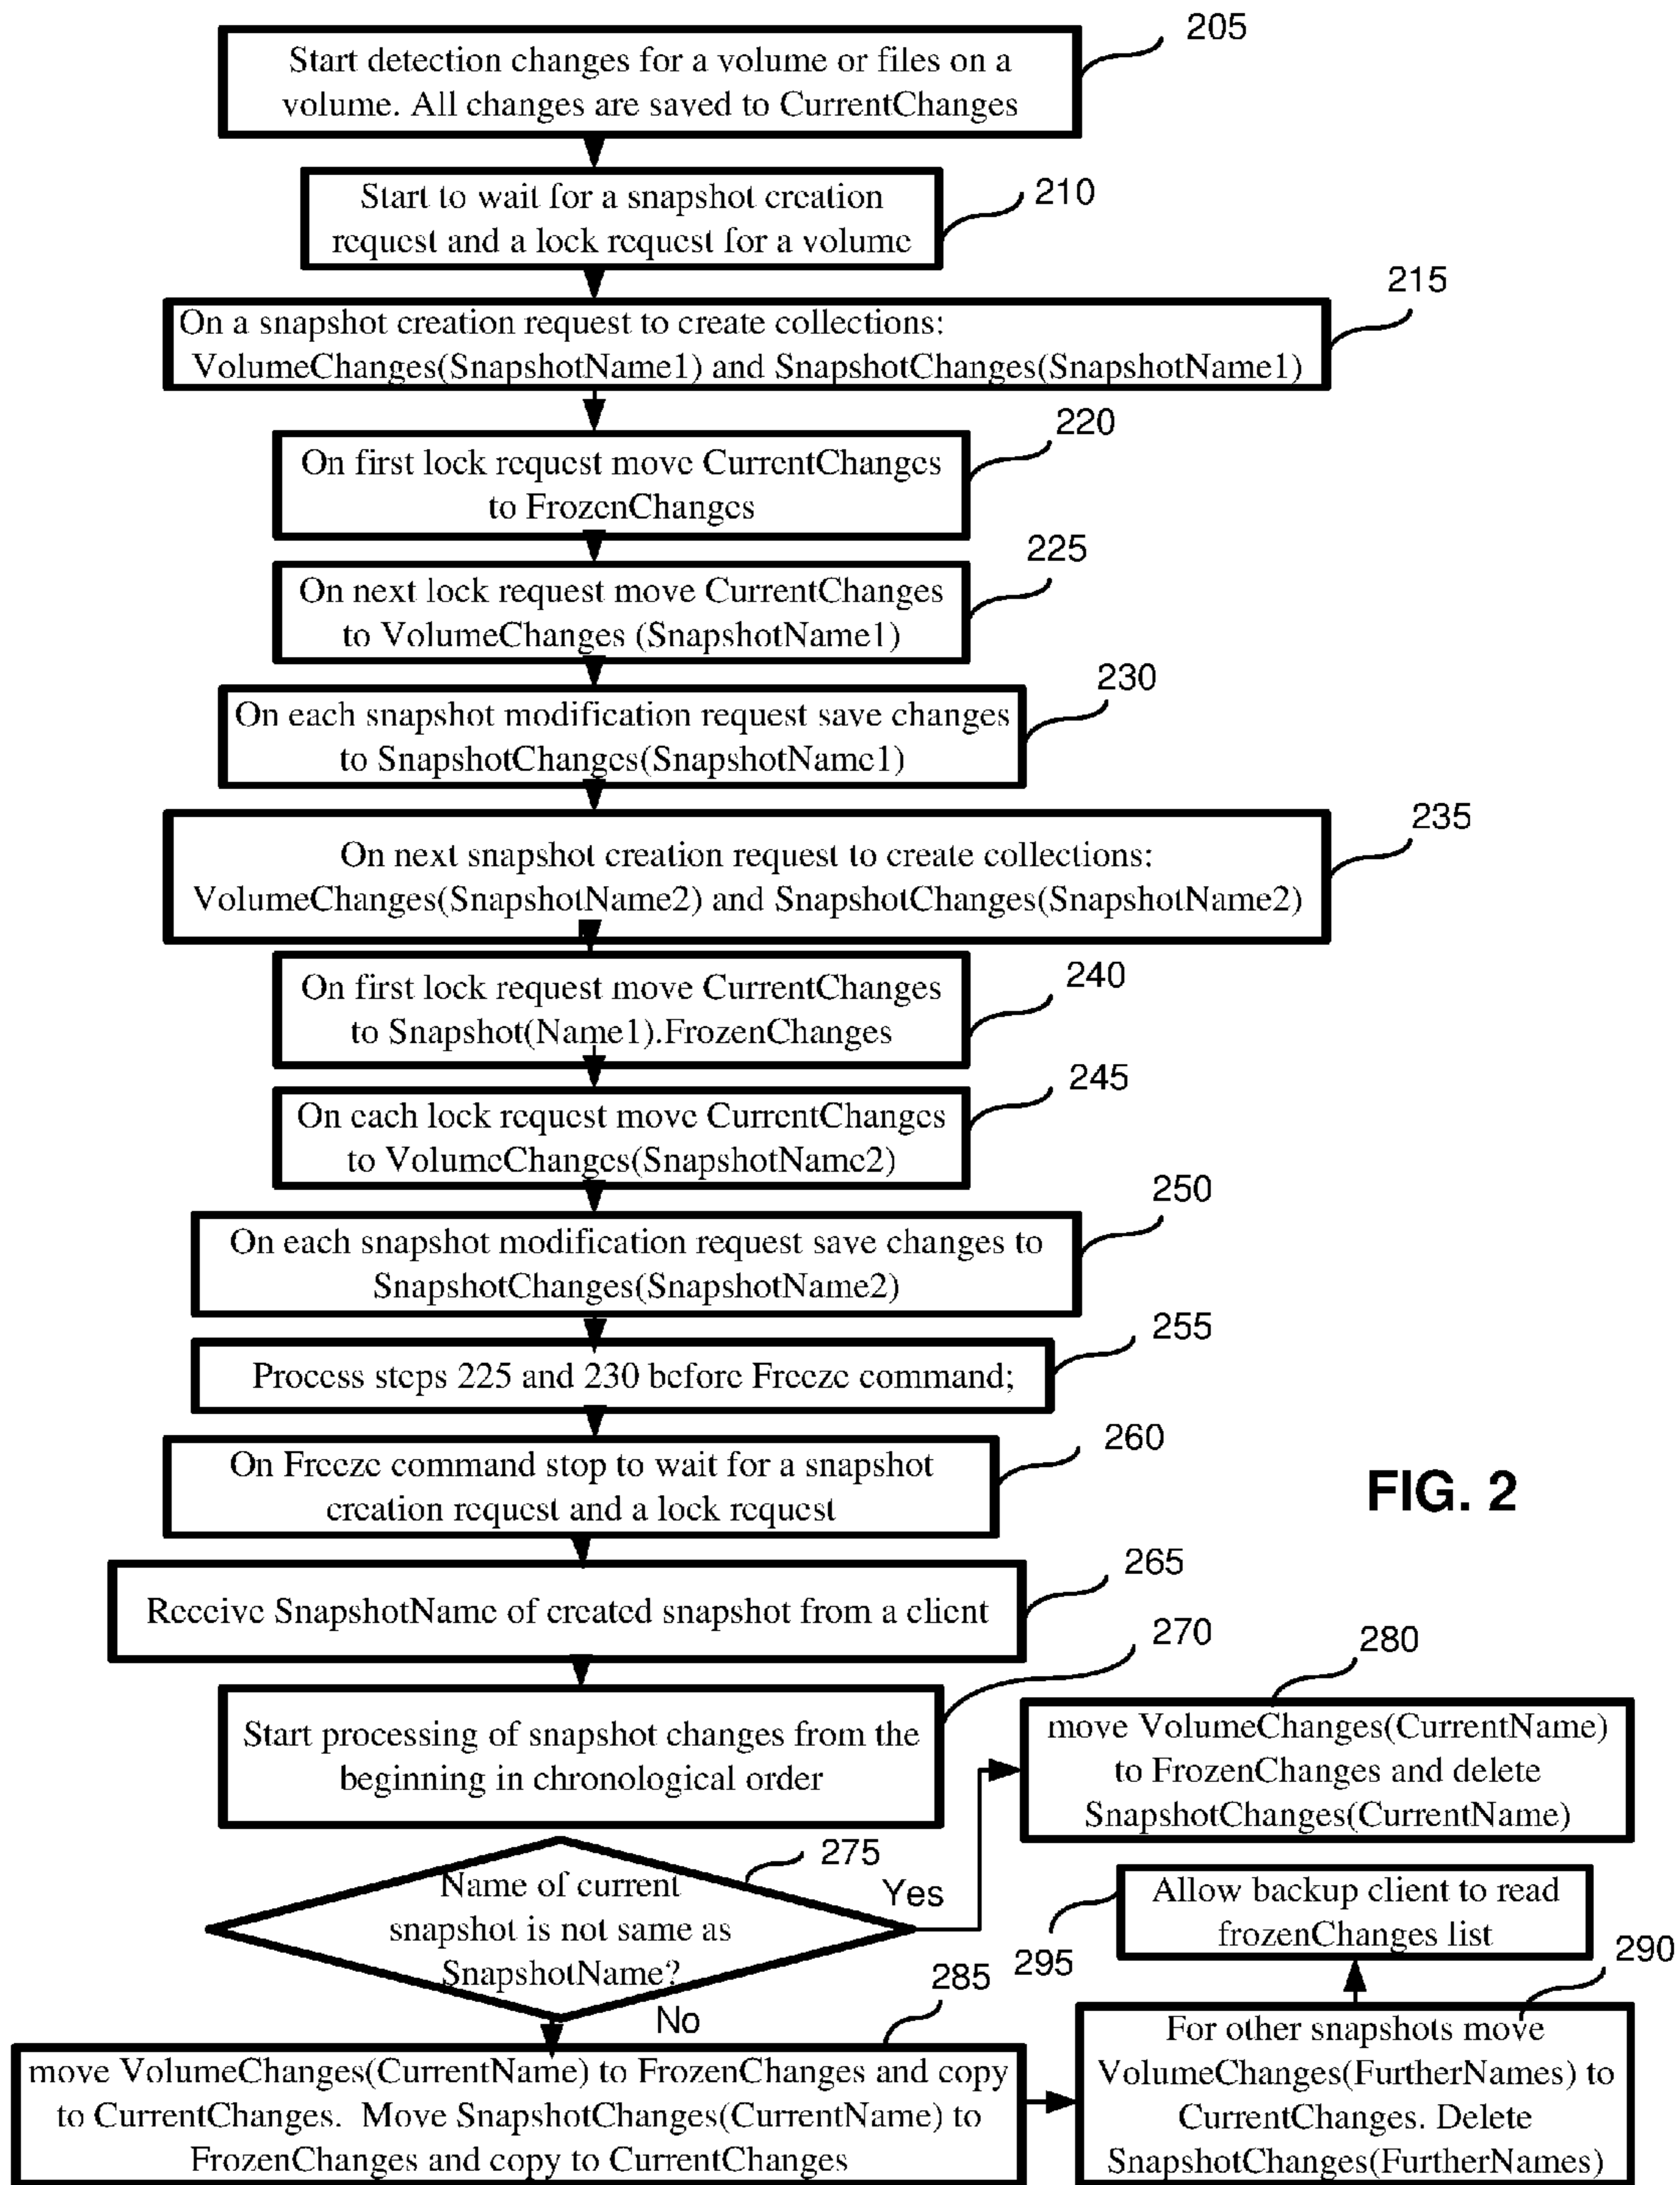 205
Start detection changes for a volume or files on a
volume. All changes are saved to CurrentChanges
210
Start to wait for a snapshot creation
request and a lock request for a volume
215
On a snapshot creation request to create collections:
VolumeChanges(SnapshotName1) and SnapshotChanges(SnapshotName1)
220
On first lock request move CurrentChanges
to FrozenChanges
225
On next lock request move CurrentChanges
to VolumeChanges (SnapshotName1)
230
On each snapshot modification request save changes
to SnapshotChanges(SnapshotName1)
235
On next snapshot creation request to create collections:
VolumeChanges(SnapshotName2) and SnapshotChanges(SnapshotName2)
240
On first lock request move CurrentChanges
to Snapshot(Name1).FrozenChanges
245
On each lock request move CurrentChanges
to VolumeChanges(SnapshotName2)
250
On each snapshot modification request save changes to
SnapshotChanges(SnapshotName2)
255
Process steps 225 and 230 before Freeze command;
260
On Freeze command stop to wait for a snapshot
creation request and a lock request
FIG. 2
265
Receive SnapshotName of created snapshot from a client
270
Start processing of snapshot changes from the
beginning in chronological order
280
move VolumeChanges(CurrentName)
to FrozenChanges and delete
SnapshotChanges(CurrentName)
275
Name of current
snapshot is not same as
SnapshotName?
Yes
No
295
Allow backup client to read
frozenChanges list
285
move VolumeChanges(CurrentName) to FrozenChanges and copy
to CurrentChanges. Move SnapshotChanges(CurrentName) to
FrozenChanges and copy to CurrentChanges
290
For other snapshots move
VolumeChanges(FurtherNames) to
CurrentChanges. Delete
SnapshotChanges(FurtherNames)